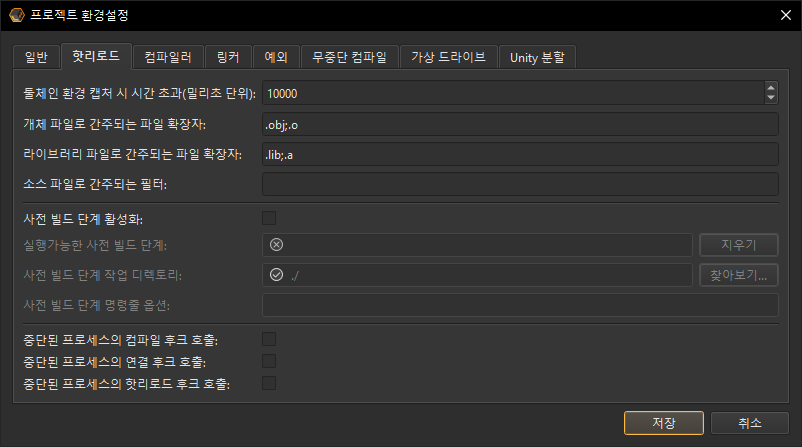 프로젝트 환경설정
일반 핫리로드 컴파일러 링커 예외 무중단 컴파일 가상 드라이브 Unity 분할
툴체인 환경 캡처 시 시간 초과(밀리초 단위): 10000
개체 파일로 간주되는 파일 확장자: .obj;.o
라이브러리 파일로 간주되는 파일 확장자: .lib;.a
소스 파일로 간주되는 필터:
사전 빌드 단계 활성화:
실행가능한 사전 빌드 단계: 지우기
사전 빌드 단계 작업 디렉토리: ./ 찾아보기...
사전 빌드 단계 명령줄 옵션:
중단된 프로세스의 컴파일 후크 호출:
중단된 프로세스의 연결 후크 호출:
중단된 프로세스의 핫리로드 후크 호출:
저장 취소